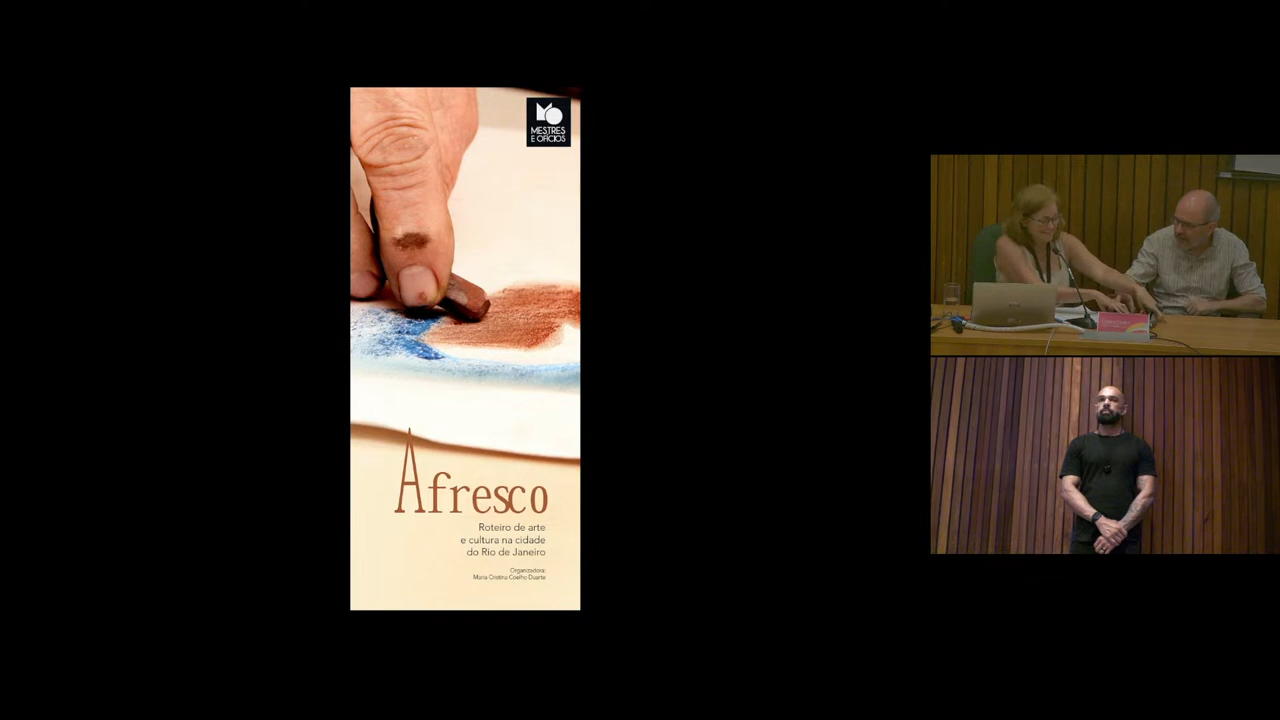 MESTRES
E OFÍCIOS
Afresco
Roteiro de arte
e cultura na cidade
do Rio de Janeiro
Organizadora:
Maria Cristina Coelho Duarte